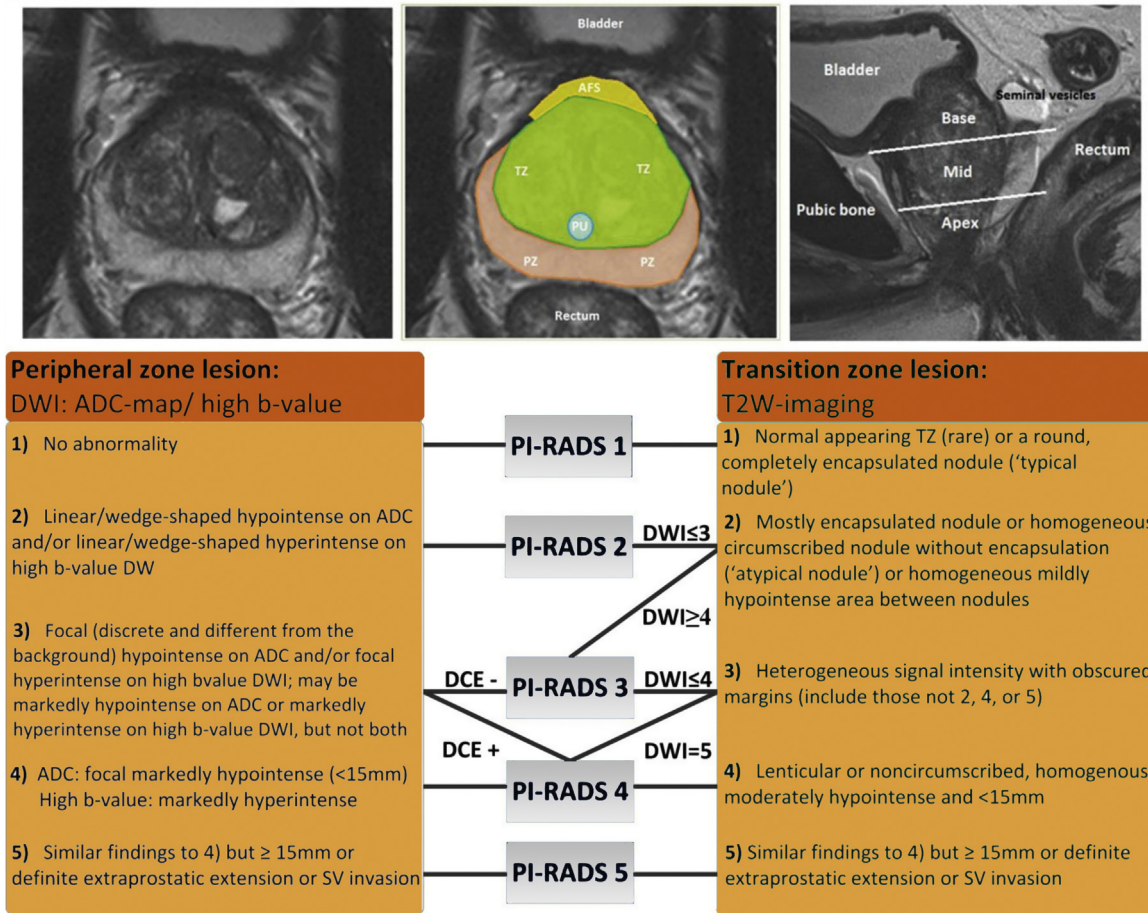 Bladder
AFS
TZ
TZ
PU
PZ
PZ
Rectum
Bladder
Seminal vesicles
Base
Rectum
Mid
Pubic bone
Apex
Peripheral zone lesion:
DWI: ADC-map/ high b-value
1) No abnormality
2) Linear/wedge-shaped hypointense on ADC
and/or linear/wedge-shaped hyperintense on
high b-value DW
3) Focal (discrete and different from the
background) hypointense on ADC and/or focal
hyperintense on high bvalue DWI; may be
markedly hypointense on ADC or markedly
hyperintense on high b-value DWI, but not both
4) ADC: focal markedly hypointense (<15mm)
High b-value: markedly hyperintense
5) Similar findings to 4) but ≥ 15mm or
definite extraprostatic extension or SV invasion
PI-RADS 1
PI-RADS 2
DWI≤3
DWI≥4
DCE -
PI-RADS 3
DWI≤4
DCE +
DWI=5
PI-RADS 4
PI-RADS 5
Transition zone lesion:
T2W-imaging
1) Normal appearing TZ (rare) or a round,
completely encapsulated nodule (‘typical
nodule’)
2) Mostly encapsulated nodule or homogeneous
circumscribed nodule without encapsulation
(‘atypical nodule’) or homogeneous mildly
hypointense area between nodules
3) Heterogeneous signal intensity with obscured
margins (include those not 2, 4, or 5)
4) Lenticular or noncircumscribed, homogenous,
moderately hypointense and <15mm
5) Similar findings to 4) but ≥ 15mm or definite
extraprostatic extension or SV invasion